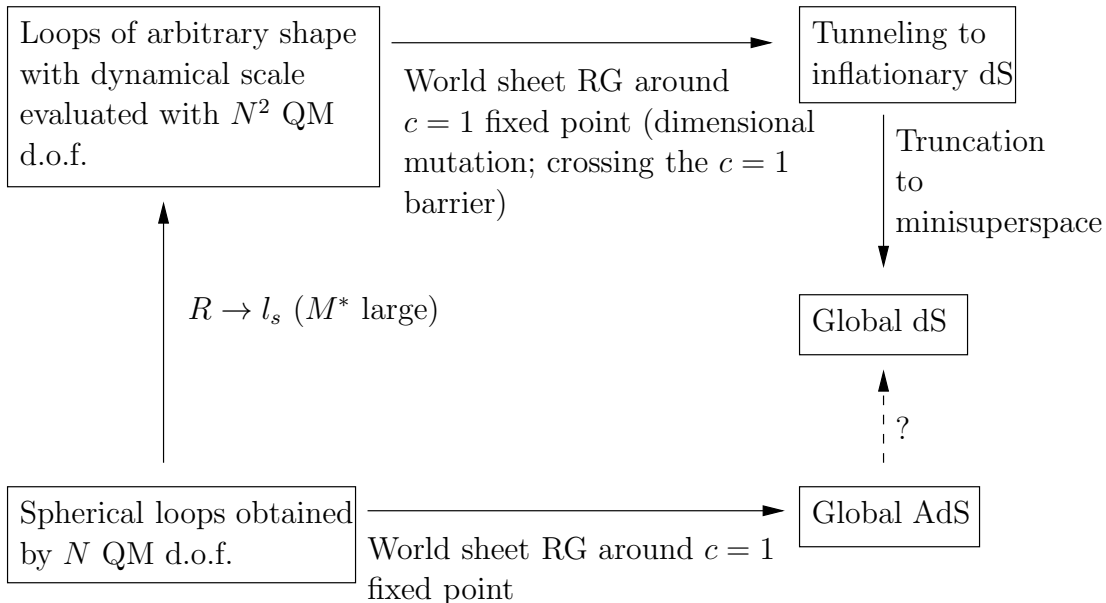 Loops of arbitrary shape
with dynamical scale
evaluated with $N^2$ QM
d.o.f.
World sheet RG around
$c = 1$ fixed point (dimensional
mutation; crossing the $c = 1$
barrier)
Tunneling to
inflationary dS
Truncation
to
minisuperspace
$R \to l_s$ ($M^*$ large)
Global dS
?
Spherical loops obtained
by $N$ QM d.o.f.
World sheet RG around $c = 1$
fixed point
Global AdS